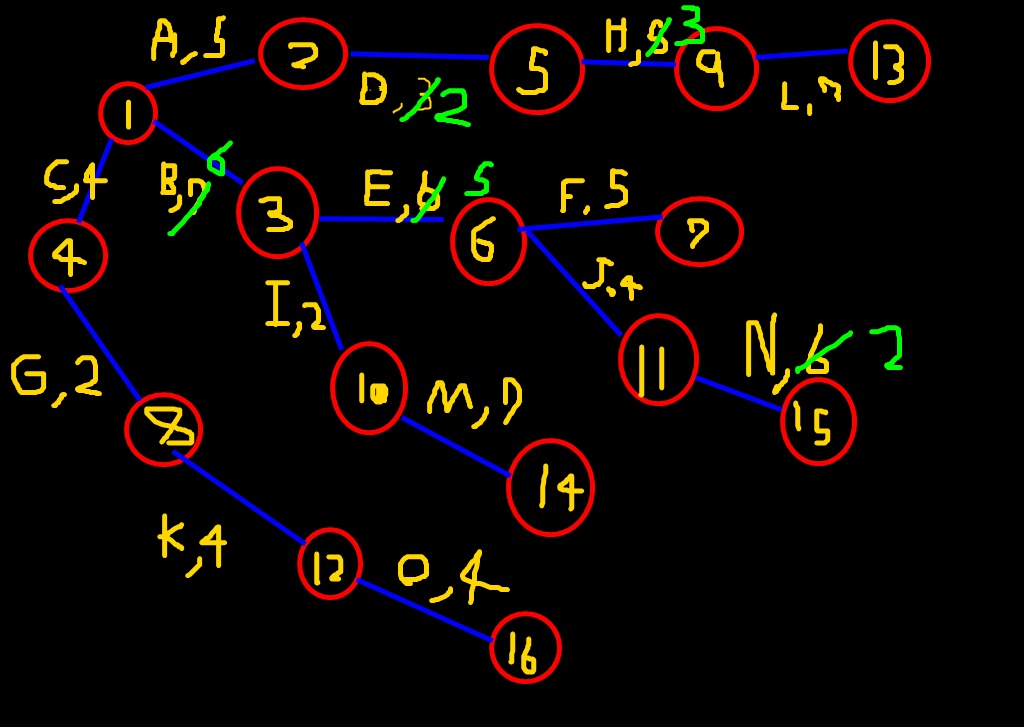 A, 5
2
D, 3 2
5
H, 8 3
9
L, 7
13
1
C, 4
B, 7 6
3
E, 6 5
6
F, 5
7
4
I, 2
J, 4
11
N, 6 2
15
G, 2
8
10
M, 7
14
K, 4
12
O, 4
16